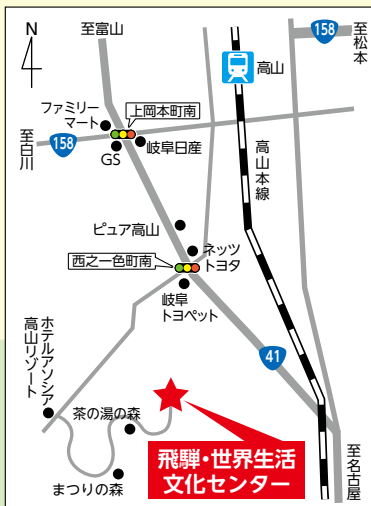 N
至富山
158
至松本
高山
ファミリー
マート
上岡本町南
至白川
158
GS
岐阜日産
高山本線
ピュア高山
ネッツ
トヨタ
西之一色町南
岐阜
トヨペット
41
ホテルアソシア
高山リゾート
茶の湯の森
まつりの森
飛騨・世界生活
文化センター
至名古屋